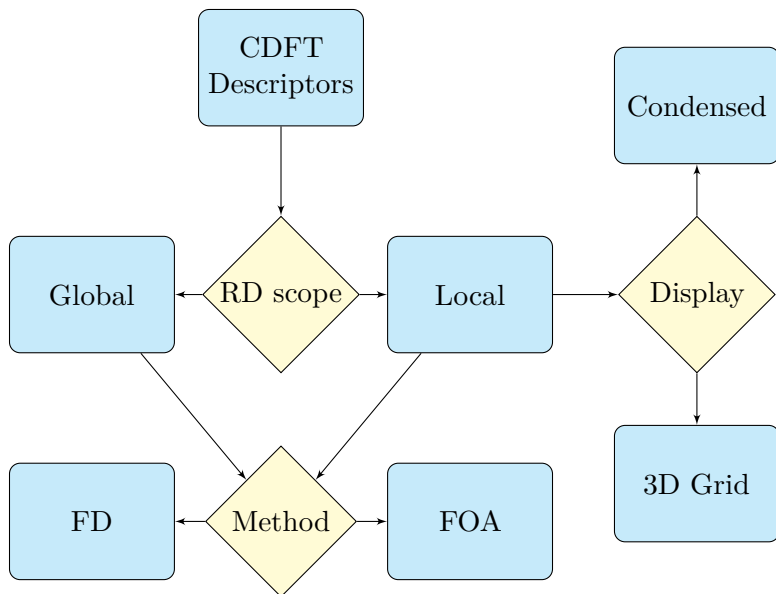 CDFT
Descriptors
Condensed
Global
RD scope
Local
Display
3D Grid
FD
Method
FOA